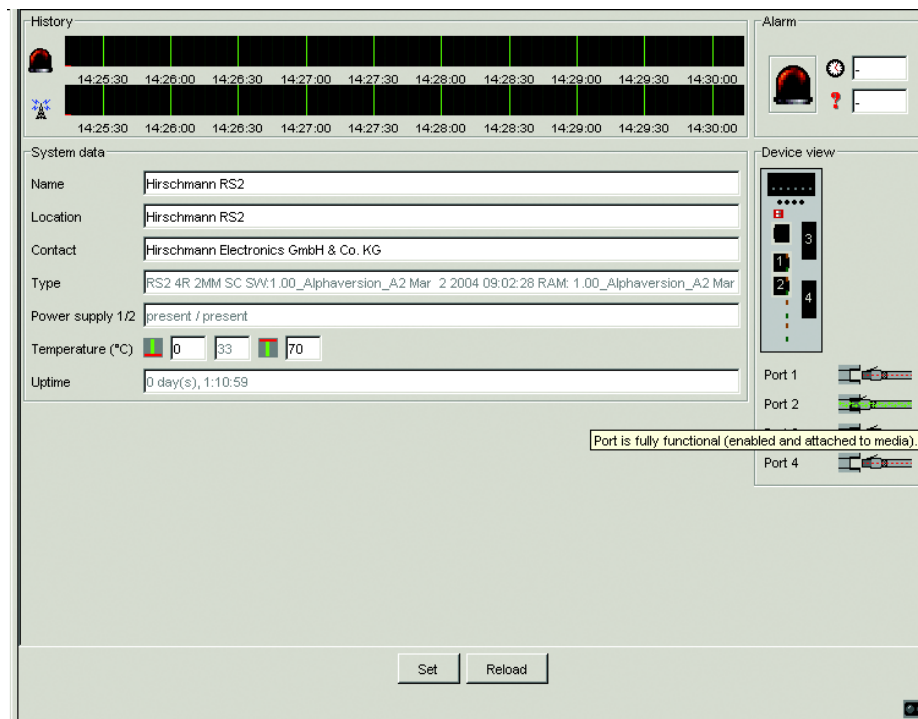 History
14:25:30 14:26:00 14:26:30 14:27:00 14:27:30 14:28:00 14:28:30 14:29:00 14:29:30 14:30:00
14:25:30 14:26:00 14:26:30 14:27:00 14:27:30 14:28:00 14:28:30 14:29:00 14:29:30 14:30:00
Alarm
-
? -
System data
Name Hirschmann RS2
Location Hirschmann RS2
Contact Hirschmann Electronics GmbH & Co. KG
Type RS2 4R 2MM SC SW:1.00_Alphaversion_A2 Mar 2 2004 09:02:28 RAM: 1.00_Alphaversion_A2 Mar
Power supply 1/2 present / present
Temperature (°C) 0 33 70
Uptime 0 day(s), 1:10:59
Device view
3
1
2
4
Port 1
Port 2
Port is fully functional (enabled and attached to media).
Port 4
Set Reload